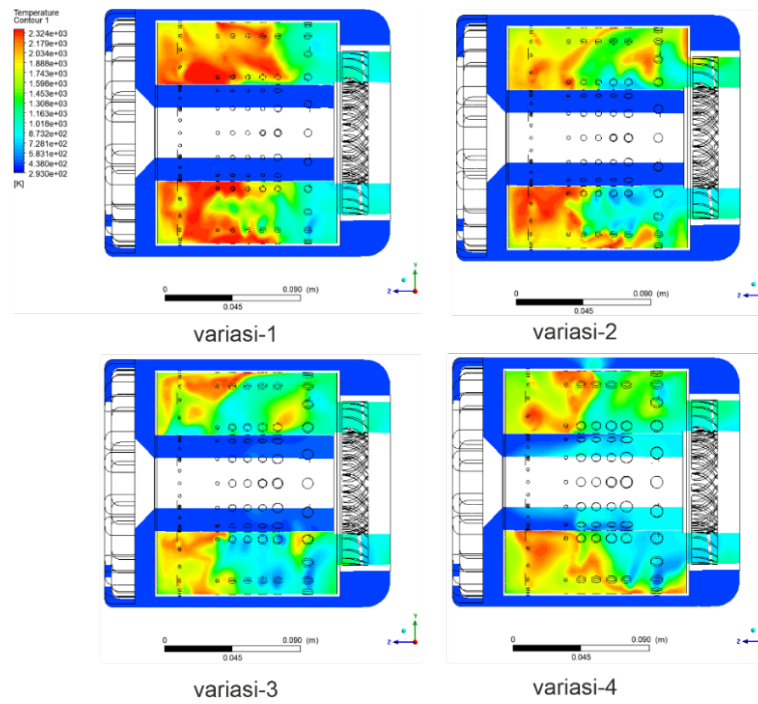 Temperature
Contour 1
2.324e+03
2.179e+03
2.034e+03
1.888e+03
1.743e+03
1.598e+03
1.453e+03
1.308e+03
1.163e+03
1.018e+03
8.732e+02
7.281e+02
5.831e+02
4.380e+02
2.930e+02
[K]
0 0.090 (m)
0.045
Y
Z
variasi-1
0 0.090 (m)
0.045
Y
Z
variasi-2
0 0.090 (m)
0.045
Y
Z
variasi-3
0 0.090 (m)
0.045
Y
Z
variasi-4